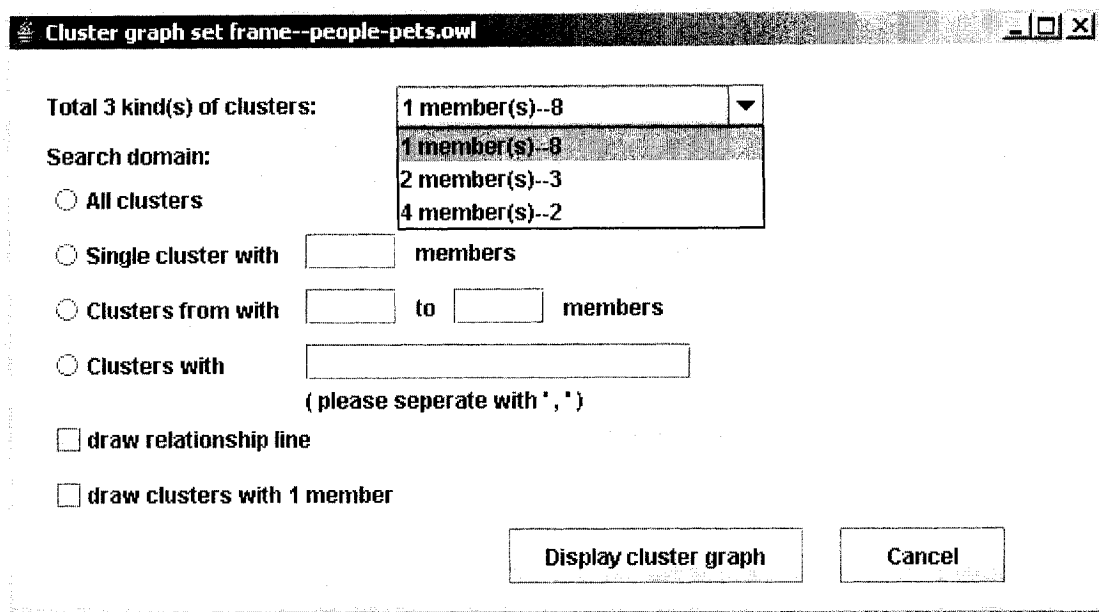 Cluster graph set frame--people-pets.owl
Total 3 kind(s) of clusters:
1 member(s)--8
1 member(s)--8
Search domain:
2 member(s)--3
All clusters
4 member(s)--2
Single cluster with members
Clusters from with to members
Clusters with
( please seperate with ' , ' )
draw relationship line
draw clusters with 1 member
Display cluster graph
Cancel